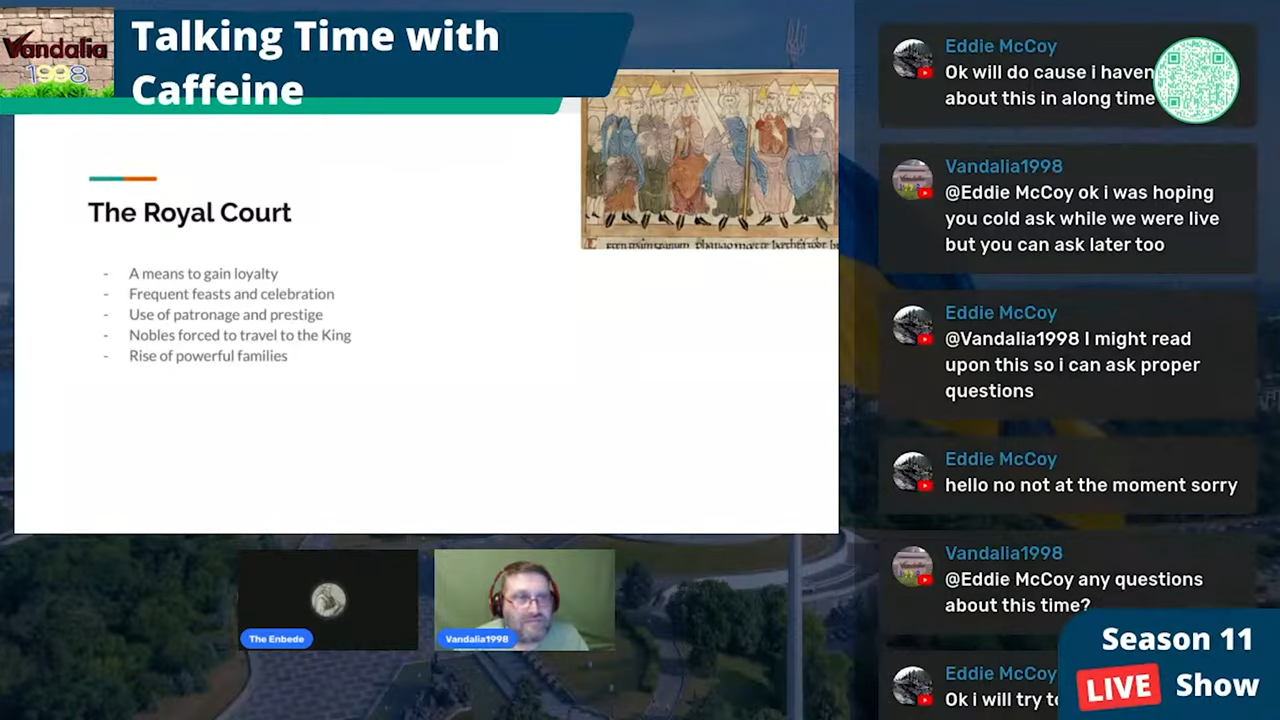 Vandalia
1998
Talking Time with
Caffeine
The Royal Court
- A means to gain loyalty
- Frequent feasts and celebration
- Use of patronage and prestige
- Nobles forced to travel to the King
- Rise of powerful families
The Enbede
Vandalia1998
Eddie McCoy
Ok will do cause i haven
about this in along time
Vandalia1998
@Eddie McCoy ok i was hoping
you cold ask while we were live
but you can ask later too
Eddie McCoy
@Vandalia1998 I might read
upon this so i can ask proper
questions
Eddie McCoy
hello no not at the moment sorry
Vandalia1998
@Eddie McCoy any questions
about this time?
Eddie McCoy
Ok i will try to
Season 11
LIVE Show